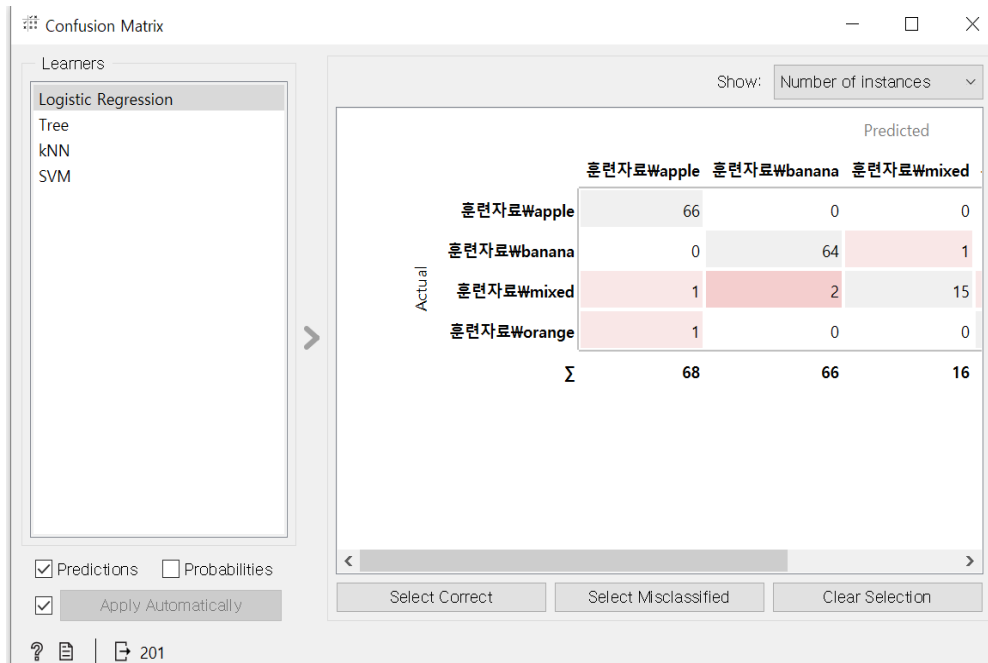 Confusion Matrix
Learners
Logistic Regression
Tree
kNN
SVM
Show: Number of instances
Predicted
훈련자료₩apple 훈련자료₩banana 훈련자료₩mixed
훈련자료₩apple 66 0 0
훈련자료₩banana 0 64 1
Actual
훈련자료₩mixed 1 2 15
훈련자료₩orange 1 0 0
Σ 68 66 16
Predictions Probabilities
Apply Automatically
Select Correct Select Misclassified Clear Selection
? 201